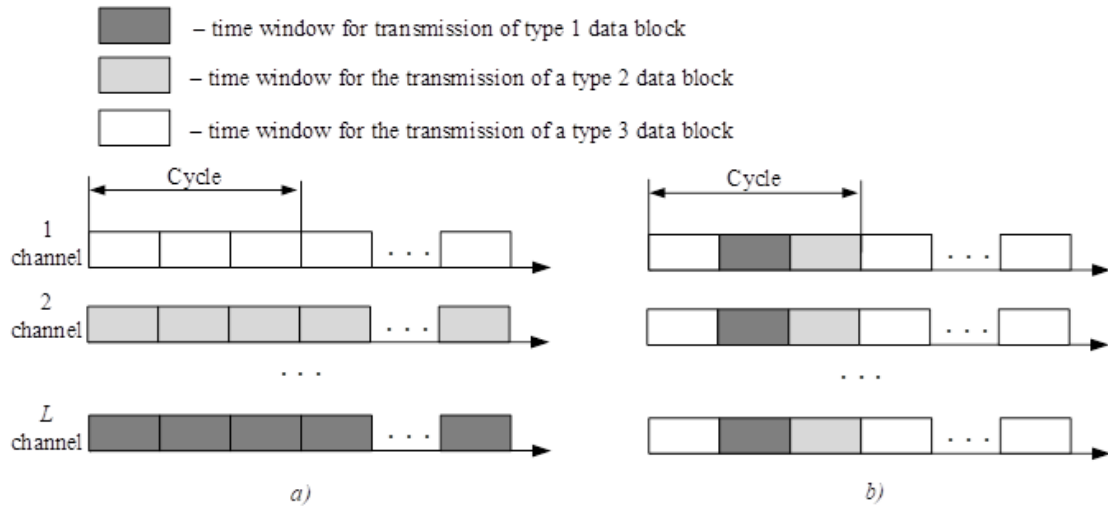 – time window for transmission of type 1 data block
– time window for the transmission of a type 2 data block
– time window for the transmission of a type 3 data block
Cycle
1
channel
. . .
2
channel
. . .
. . .
L
channel
. . .
a)
Cycle
. . .
. . .
. . .
. . .
b)